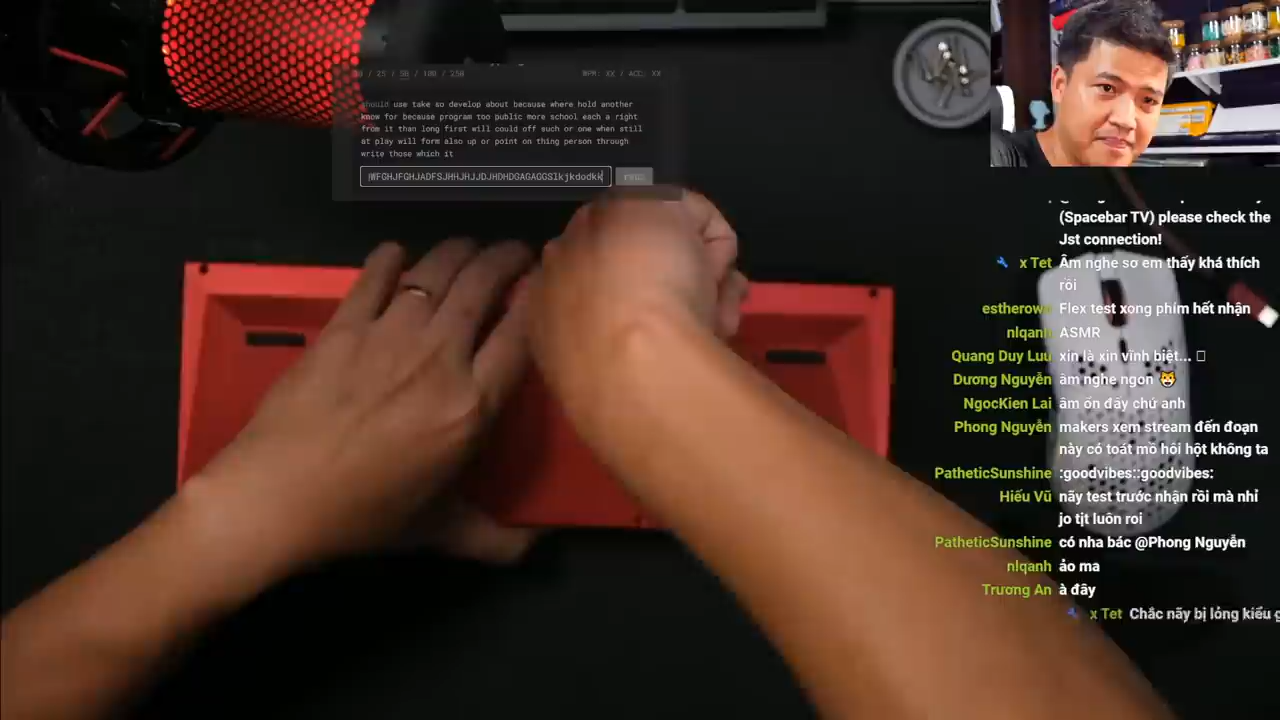 10 / 25 / 50 / 100 / 250
WPM: XX / ACC: XX
should use take so develop about because where hold another
know for because program too public more school each a right
from it than long first will could off such or one when still
at play will form also up or point on thing person through
write those which it
(Spacebar TV) please check the
Jst connection!
x Tet Âm nghe sơ em thấy khá thích
rồi
estherown Flex test xong phím hết nhận
nlqanh ASMR
Quang Duy Luu xin là xin vĩnh biệt...
Dương Nguyễn âm nghe ngon 😸
NgocKien Lai âm ổn đấy chứ anh
Phong Nguyễn makers xem stream đến đoạn
này có toát mồ hôi hột không ta
PatheticSunshine :goodvibes::goodvibes:
Hiếu Vũ nãy test trước nhận rồi mà nhỉ
jo tịt luôn roi
PatheticSunshine có nha bác @Phong Nguyễn
nlqanh ảo ma
Trương An à đây
x Tet Chắc nãy bị lỏng kiểu g